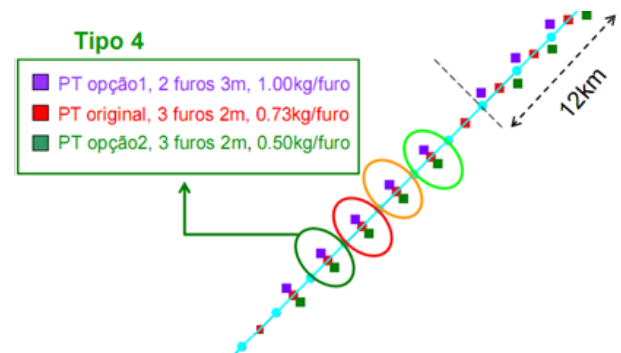 Tipo 4
PT opção1, 2 furos 3m, 1.00kg/furo
PT original, 3 furos 2m, 0.73kg/furo
PT opção2, 3 furos 2m, 0.50kg/furo
12km